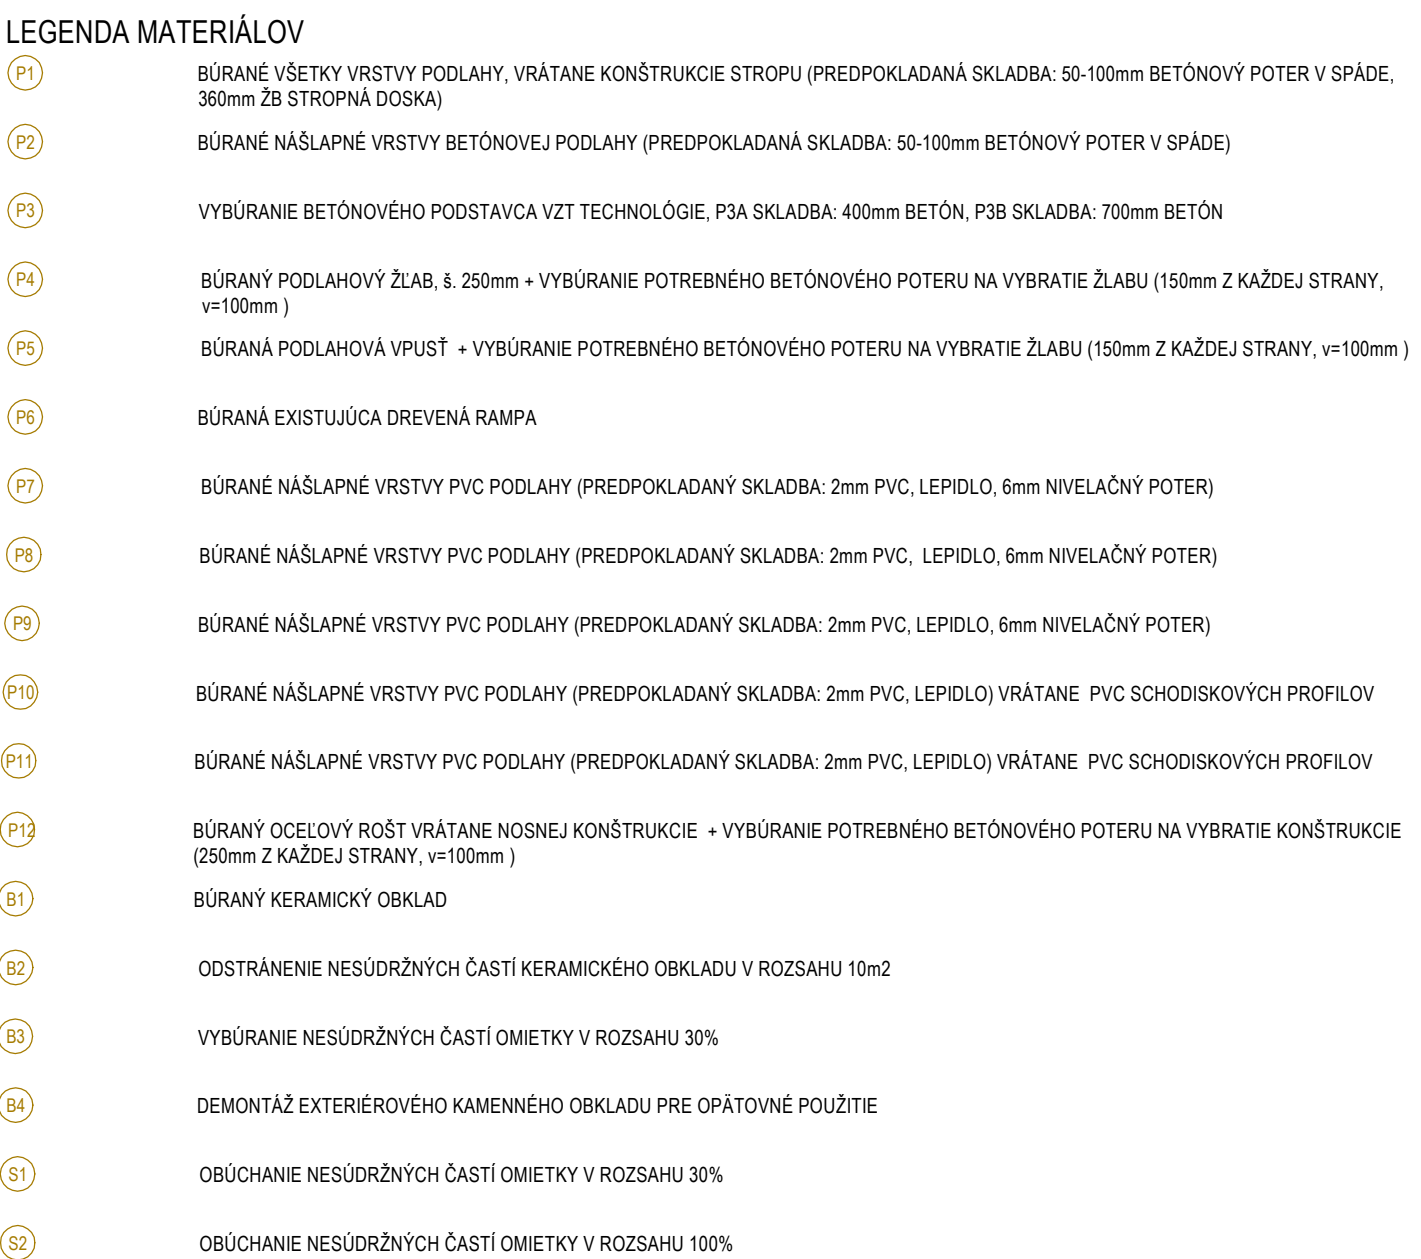 LEGENDA MATERIÁLOV
P1 BÚRANÉ VŠETKY VRSTVY PODLAHY, VRÁTANE KONŠTRUKCIE STROPU (PREDPOKLADANÁ SKLADBA: 50-100mm BETÓNOVÝ POTER V SPÁDE,
360mm ŽB STROPNÁ DOSKA)
P2 BÚRANÉ NÁŠLAPNÉ VRSTVY BETÓNOVEJ PODLAHY (PREDPOKLADANÁ SKLADBA: 50-100mm BETÓNOVÝ POTER V SPÁDE)
P3 VYBÚRANIE BETÓNOVÉHO PODSTAVCA VZT TECHNOLÓGIE, P3A SKLADBA: 400mm BETÓN, P3B SKLADBA: 700mm BETÓN
P4 BÚRANÝ PODLAHOVÝ ŽĽAB, š. 250mm + VYBÚRANIE POTREBNÉHO BETÓNOVÉHO POTERU NA VYBRATIE ŽLABU (150mm Z KAŽDEJ STRANY,
v=100mm )
P5 BÚRANÁ PODLAHOVÁ VPUSŤ + VYBÚRANIE POTREBNÉHO BETÓNOVÉHO POTERU NA VYBRATIE ŽLABU (150mm Z KAŽDEJ STRANY, v=100mm )
P6 BÚRANÁ EXISTUJÚCA DREVENÁ RAMPA
P7 BÚRANÉ NÁŠLAPNÉ VRSTVY PVC PODLAHY (PREDPOKLADANÝ SKLADBA: 2mm PVC, LEPIDLO, 6mm NIVELAČNÝ POTER)
P8 BÚRANÉ NÁŠLAPNÉ VRSTVY PVC PODLAHY (PREDPOKLADANÝ SKLADBA: 2mm PVC, LEPIDLO, 6mm NIVELAČNÝ POTER)
P9 BÚRANÉ NÁŠLAPNÉ VRSTVY PVC PODLAHY (PREDPOKLADANÝ SKLADBA: 2mm PVC, LEPIDLO, 6mm NIVELAČNÝ POTER)
P10 BÚRANÉ NÁŠLAPNÉ VRSTVY PVC PODLAHY (PREDPOKLADANÝ SKLADBA: 2mm PVC, LEPIDLO) VRÁTANE PVC SCHODISKOVÝCH PROFILOV
P11 BÚRANÉ NÁŠLAPNÉ VRSTVY PVC PODLAHY (PREDPOKLADANÝ SKLADBA: 2mm PVC, LEPIDLO) VRÁTANE PVC SCHODISKOVÝCH PROFILOV
P12 BÚRANÝ OCEĽOVÝ ROŠT VRÁTANE NOSNEJ KONŠTRUKCIE + VYBÚRANIE POTREBNÉHO BETÓNOVÉHO POTERU NA VYBRATIE KONŠTRUKCIE
(250mm Z KAŽDEJ STRANY, v=100mm )
B1 BÚRANÝ KERAMICKÝ OBKLAD
B2 ODSTRÁNENIE NESÚDRŽNÝCH ČASTÍ KERAMICKÉHO OBKLADU V ROZSAHU 10m2
B3 VYBÚRANIE NESÚDRŽNÝCH ČASTÍ OMIETKY V ROZSAHU 30%
B4 DEMONTÁŽ EXTERIÉROVÉHO KAMENNÉHO OBKLADU PRE OPÄTOVNÉ POUŽITIE
S1 OBÚCHANIE NESÚDRŽNÝCH ČASTÍ OMIETKY V ROZSAHU 30%
S2 OBÚCHANIE NESÚDRŽNÝCH ČASTÍ OMIETKY V ROZSAHU 100%